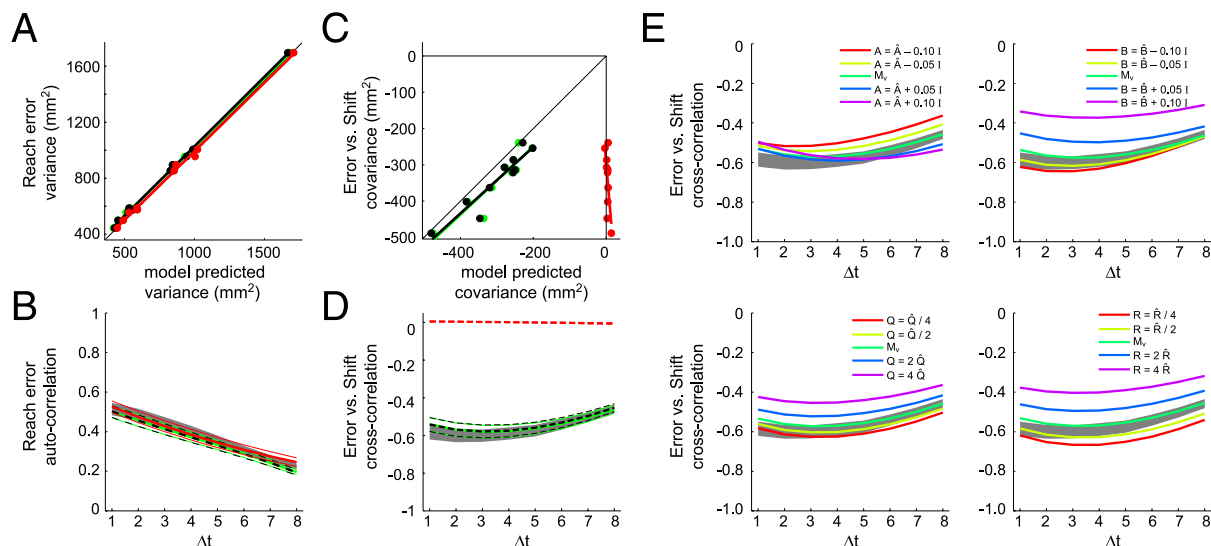 A
Reach error
variance (mm²)
1600
1200
800
400
500
1000
1500
model predicted
variance (mm²)
B
Reach error
auto-correlation
1
0.8
0.6
0.4
0.2
0
1 2 3 4 5 6 7 8
Δt
C
Error vs. Shift
covariance (mm²)
0
-100
-200
-300
-400
-500
-400
-200
0
model predicted
covariance (mm²)
D
Error vs. Shift
cross-correlation
0
-0.2
-0.4
-0.6
-0.8
-1
1 2 3 4 5 6 7 8
Δt
E
Error vs. Shift
cross-correlation
-0
-0.2
-0.4
-0.6
-0.8
-1.0
1 2 3 4 5 6 7 8
Δt
A = Â – 0.10 I
A = Â – 0.05 I
Mᵥ
A = Â + 0.05 I
A = Â + 0.10 I
-0
-0.2
-0.4
-0.6
-0.8
-1.0
1 2 3 4 5 6 7 8
Δt
B = B̂ – 0.10 I
B = B̂ – 0.05 I
Mᵥ
B = B̂ + 0.05 I
B = B̂ + 0.10 I
Error vs. Shift
cross-correlation
-0
-0.2
-0.4
-0.6
-0.8
-1.0
1 2 3 4 5 6 7 8
Δt
Q = Q̂ / 4
Q = Q̂ / 2
Mᵥ
Q = 2 Q̂
Q = 4 Q̂
-0
-0.2
-0.4
-0.6
-0.8
-1.0
1 2 3 4 5 6 7 8
Δt
R = R̂ / 4
R = R̂ / 2
Mᵥ
R = 2 R̂
R = 4 R̂